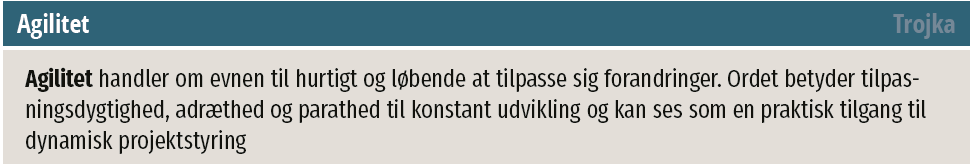 Agilitet Trojka
Agilitet handler om evnen til hurtigt og løbende at tilpasse sig forandringer. Ordet betyder tilpas-
ningsdygtighed, adræthed og parathed til konstant udvikling og kan ses som en praktisk tilgang til
dynamisk projektstyring